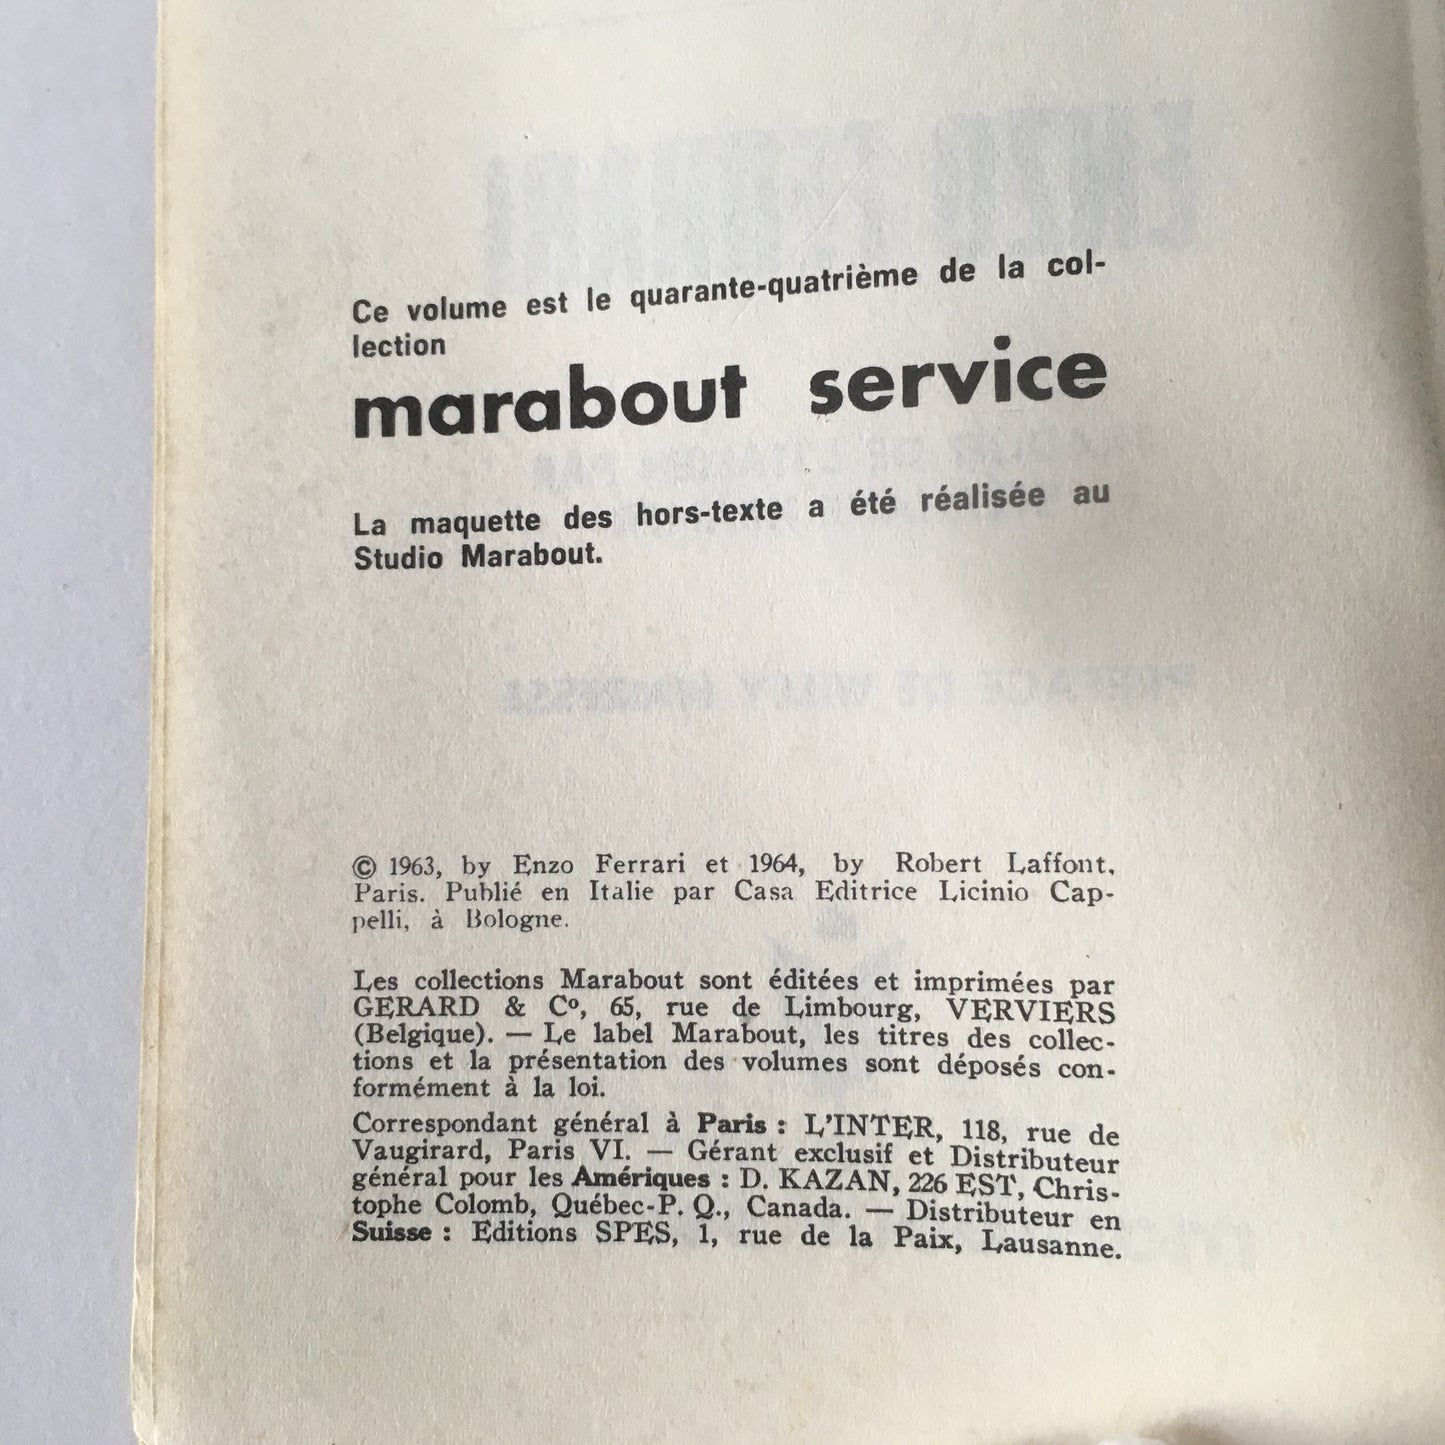 Ce volume est le quarante-quatrième de la col-
lection
marabout service
La maquette des hors-texte a été réalisée au
Studio Marabout.
© 1963, by Enzo Ferrari et 1964, by Robert Laffont,
Paris. Publié en Italie par Casa Editrice Licinio Cap-
pelli, à Bologne.
Les collections Marabout sont éditées et imprimées par
GERARD & C°, 65, rue de Limbourg, VERVIERS
(Belgique). — Le label Marabout, les titres des collec-
tions et la présentation des volumes sont déposés con-
formément à la loi.
Correspondant général à Paris : L'INTER, 118, rue de
Vaugirard, Paris VI. — Gérant exclusif et Distributeur
général pour les Amériques : D. KAZAN, 226 EST, Chris-
tophe Colomb, Québec-P. Q., Canada. — Distributeur en
Suisse : Editions SPES, 1, rue de la Paix, Lausanne.